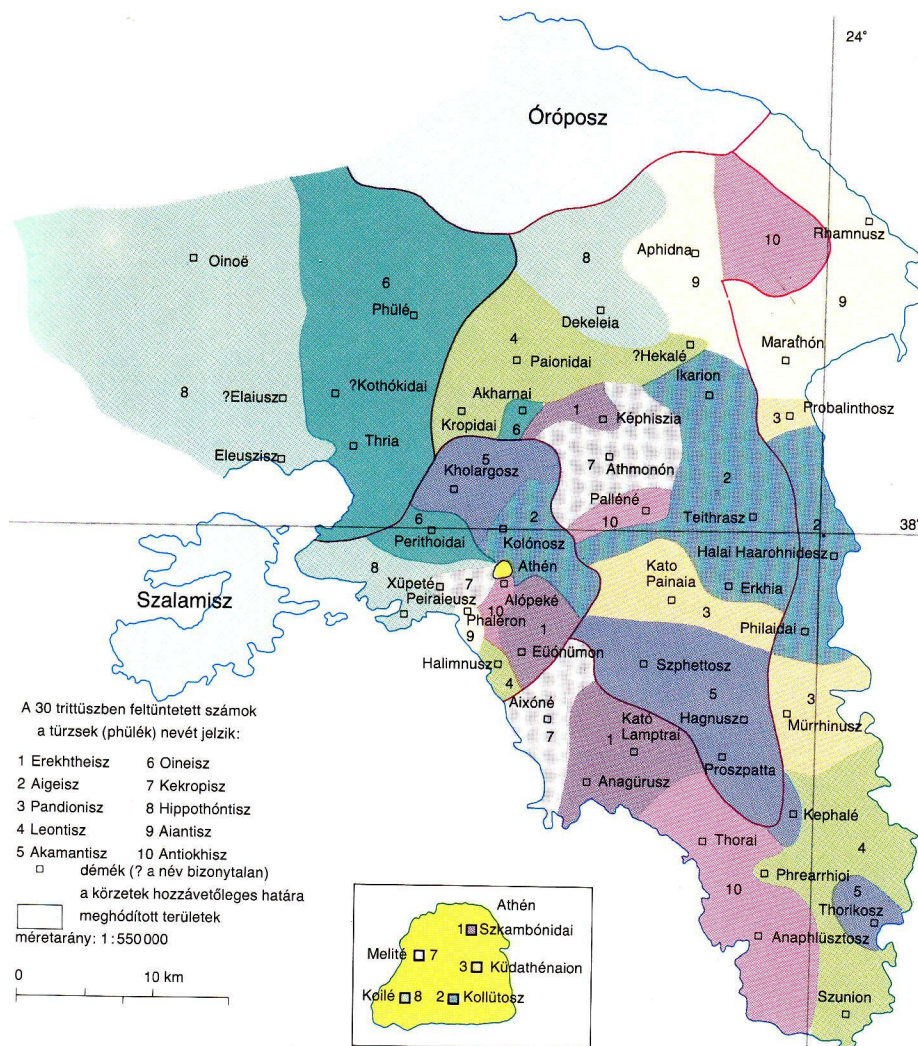 24°
Óróposz
10
Rhamnusz
Aphidna
8
9
9
Oinoë
6
Phülé
Dekeleia
4
?Hekalé
Marathón
Paionidai
Ikarion
8
?Elaiusz
?Kothókidai
Akharnai
1
Képhiszia
3
Probalinthosz
Kropidai
6
Thria
5
7
Athmonón
Eleuszisz
Kholargosz
2
Palléné
Teithrasz
6
2
10
2
38°
Perithoidai
Kolónosz
Halai Haarohnidesz
8
Athén
Kato
Painaia
Erkhia
Xüpeté
7
Szalamisz
Peiraieusz
10
Alópeké
3
Phaléron
1
Philaidai
9
Eüónümon
Halimnusz
Szphettosz
4
5
3
Aixóné
Hagnusz
Mürrhinusz
7
1
Kató
Lamptrai
Proszpatta
Anagürusz
Kephalé
Thorai
4
Phrearrhioi
10
5
Thorikosz
Anaphlüsztosz
Szunion
A 30 trittüszben feltüntetett számok
a türzsek (phülék) nevét jelzik:
1 Erekhtheisz
2 Aigeisz
3 Pandionisz
4 Leontisz
5 Akamantisz
6 Oineisz
7 Kekropisz
8 Hippothóntisz
9 Aiantisz
10 Antiokhisz
démék (? a név bizonytalan)
a körzetek hozzávetőleges határa
meghódított területek
méretarány: 1 : 550 000
0 10 km
Athén
1 Szkambónidai
Melité 7
3 Küdathénaion
Koilé 8
2 Kollütosz